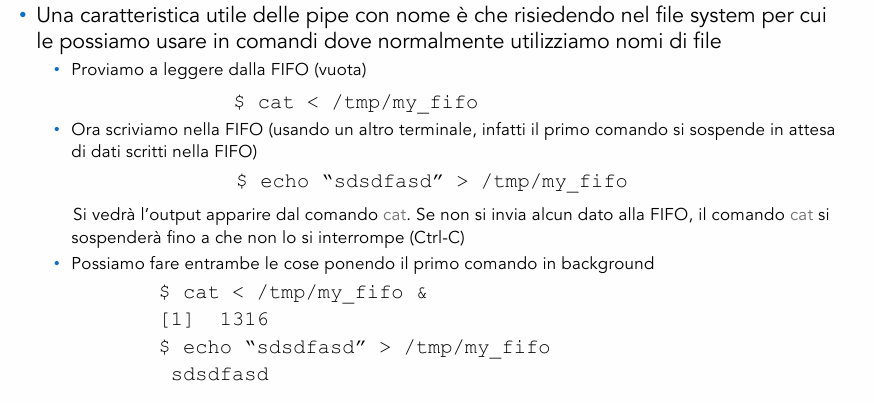 • Una caratteristica utile delle pipe con nome è che risiedendo nel file system per cui
le possiamo usare in comandi dove normalmente utilizziamo nomi di file
• Proviamo a leggere dalla FIFO (vuota)
$ cat < /tmp/my_fifo
• Ora scriviamo nella FIFO (usando un altro terminale, infatti il primo comando si sospende in attesa
di dati scritti nella FIFO)
$ echo “sdsdfasd” > /tmp/my_fifo
Si vedrà l’output apparire dal comando cat. Se non si invia alcun dato alla FIFO, il comando cat si
sospenderà fino a che non lo si interrompe (Ctrl-C)
• Possiamo fare entrambe le cose ponendo il primo comando in background
$ cat < /tmp/my_fifo &
[1] 1316
$ echo “sdsdfasd” > /tmp/my_fifo
sdsdfasd